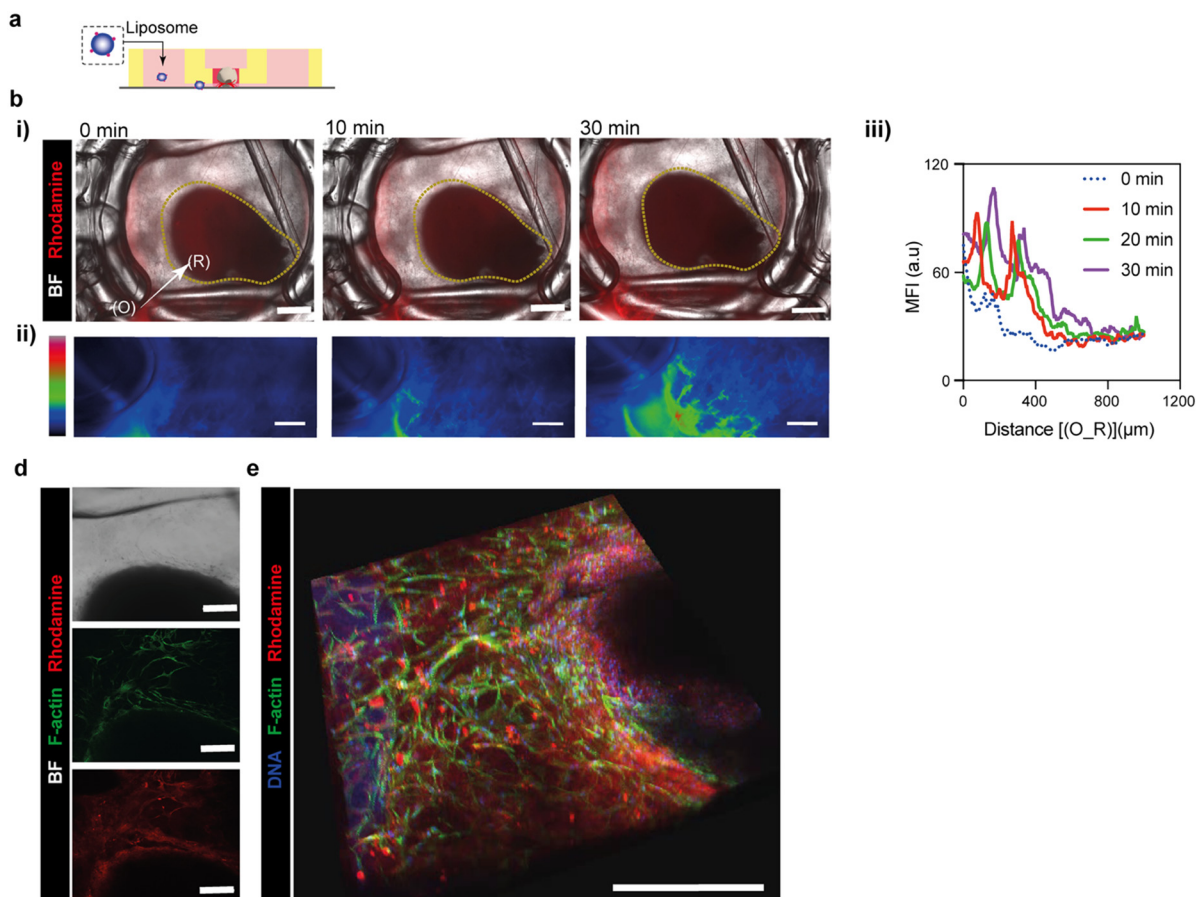 a
Liposome
b
i)
0 min
10 min
30 min
BF Rhodamine
(R)
(O)
ii)
iii)
120
60
0
MFI (a.u)
0 min
10 min
20 min
30 min
0
400
800
1200
Distance [(O_R)](μm)
d
BF F-actin Rhodamine
e
DNA F-actin Rhodamine